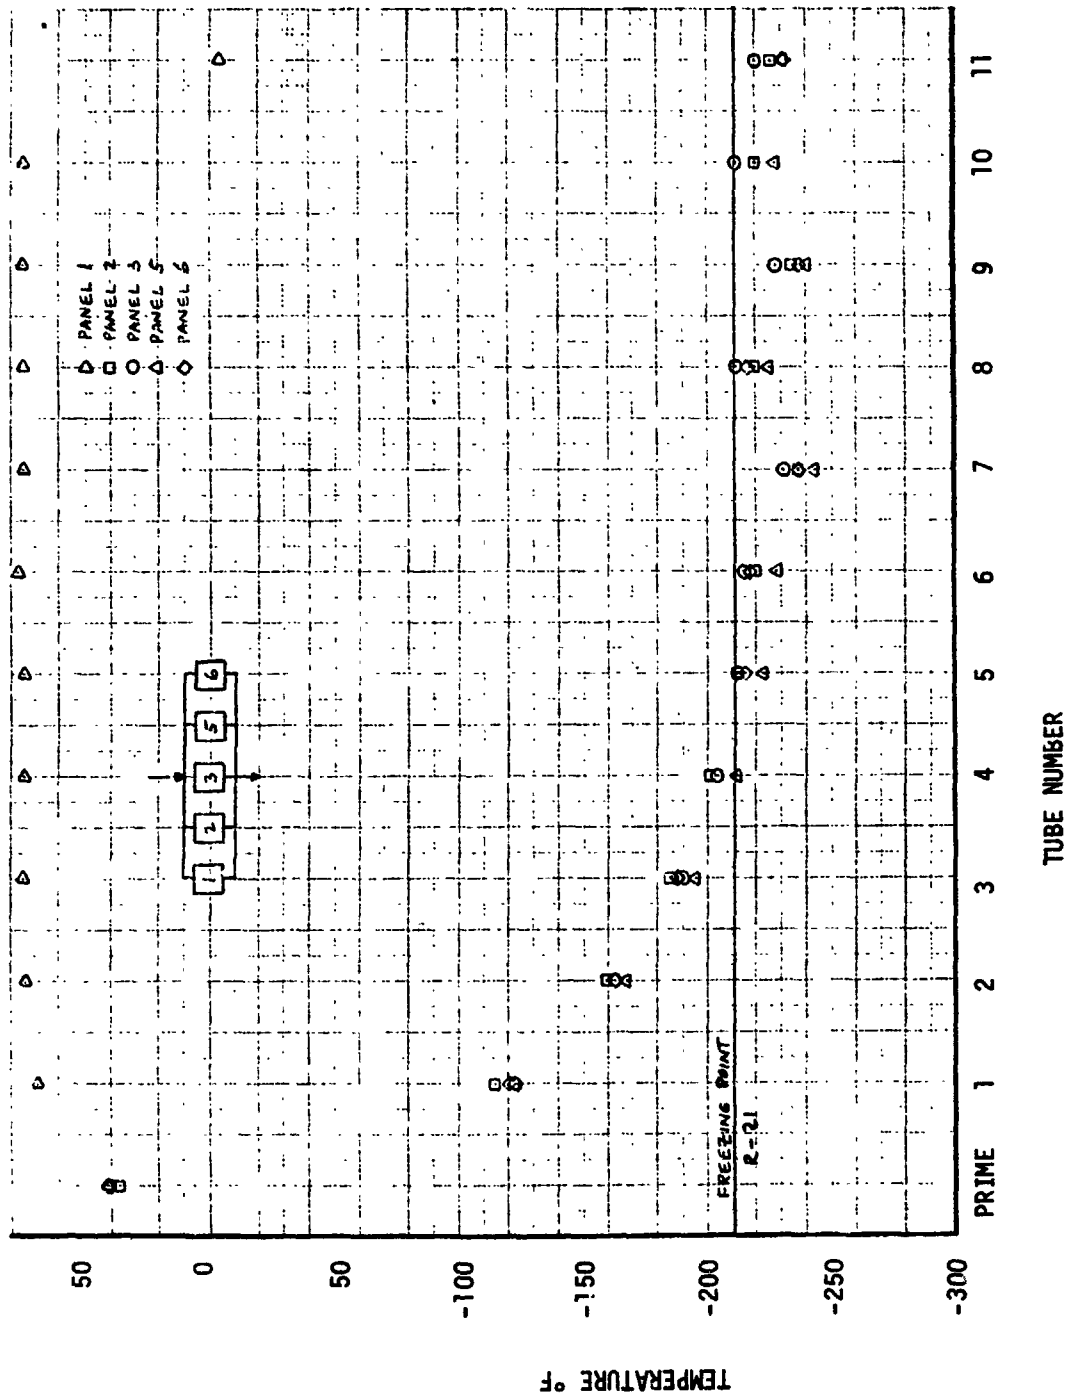 TEMPERATURE °F
50
0
50
-100
-150
-200
-250
-300
PRIME
1
2
3
4
5
6
7
8
9
10
11
TUBE NUMBER
PANEL 1
PANEL 2
PANEL 3
PANEL 5
PANEL 6
1
2
3
5
6
FREEZING POINT
R-21